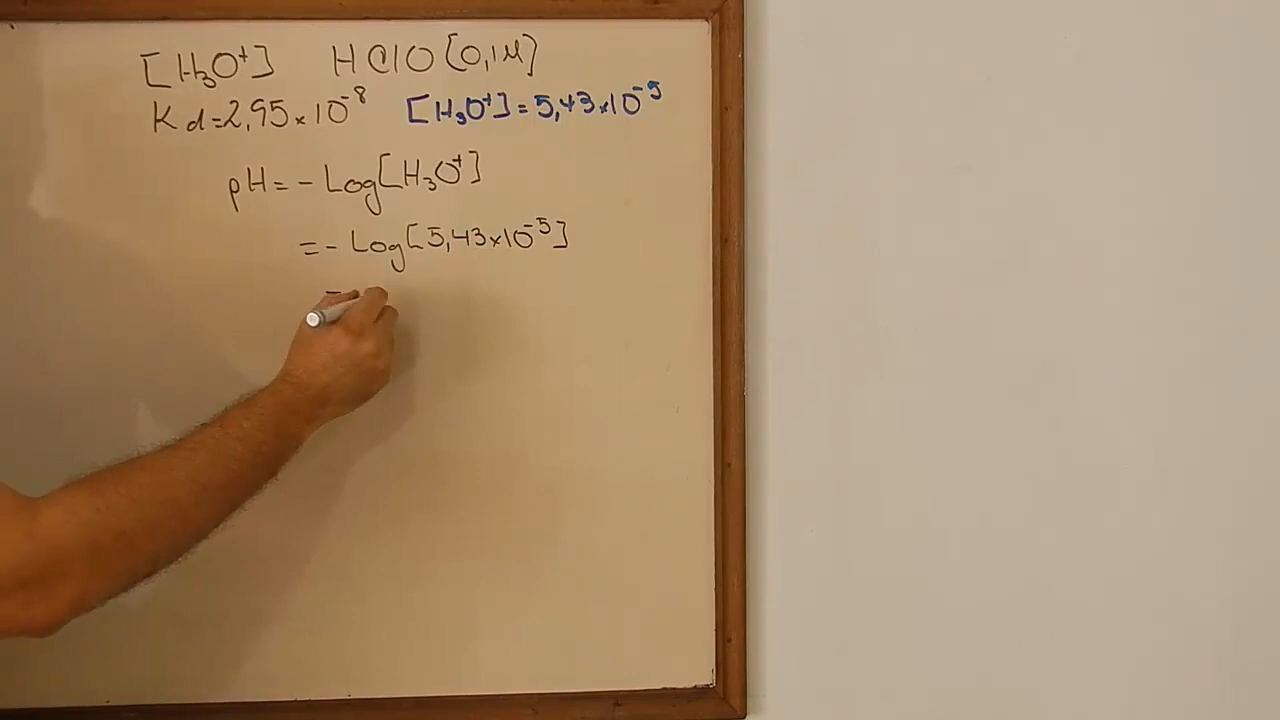 [H₃O⁺] HClO [0,1M]
Kd=2,95×10⁻⁸ [H₃O⁺]=5,43×10⁻⁵
pH=-Log[H₃O⁺]
=-Log[5,43×10⁻⁵]